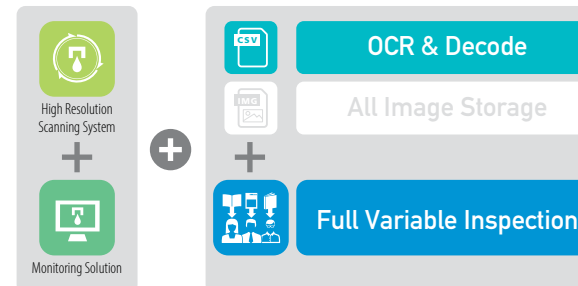 High Resolution
Scanning System
Monitoring Solution
CSV
OCR & Decode
IMG
All Image Storage
Full Variable Inspection